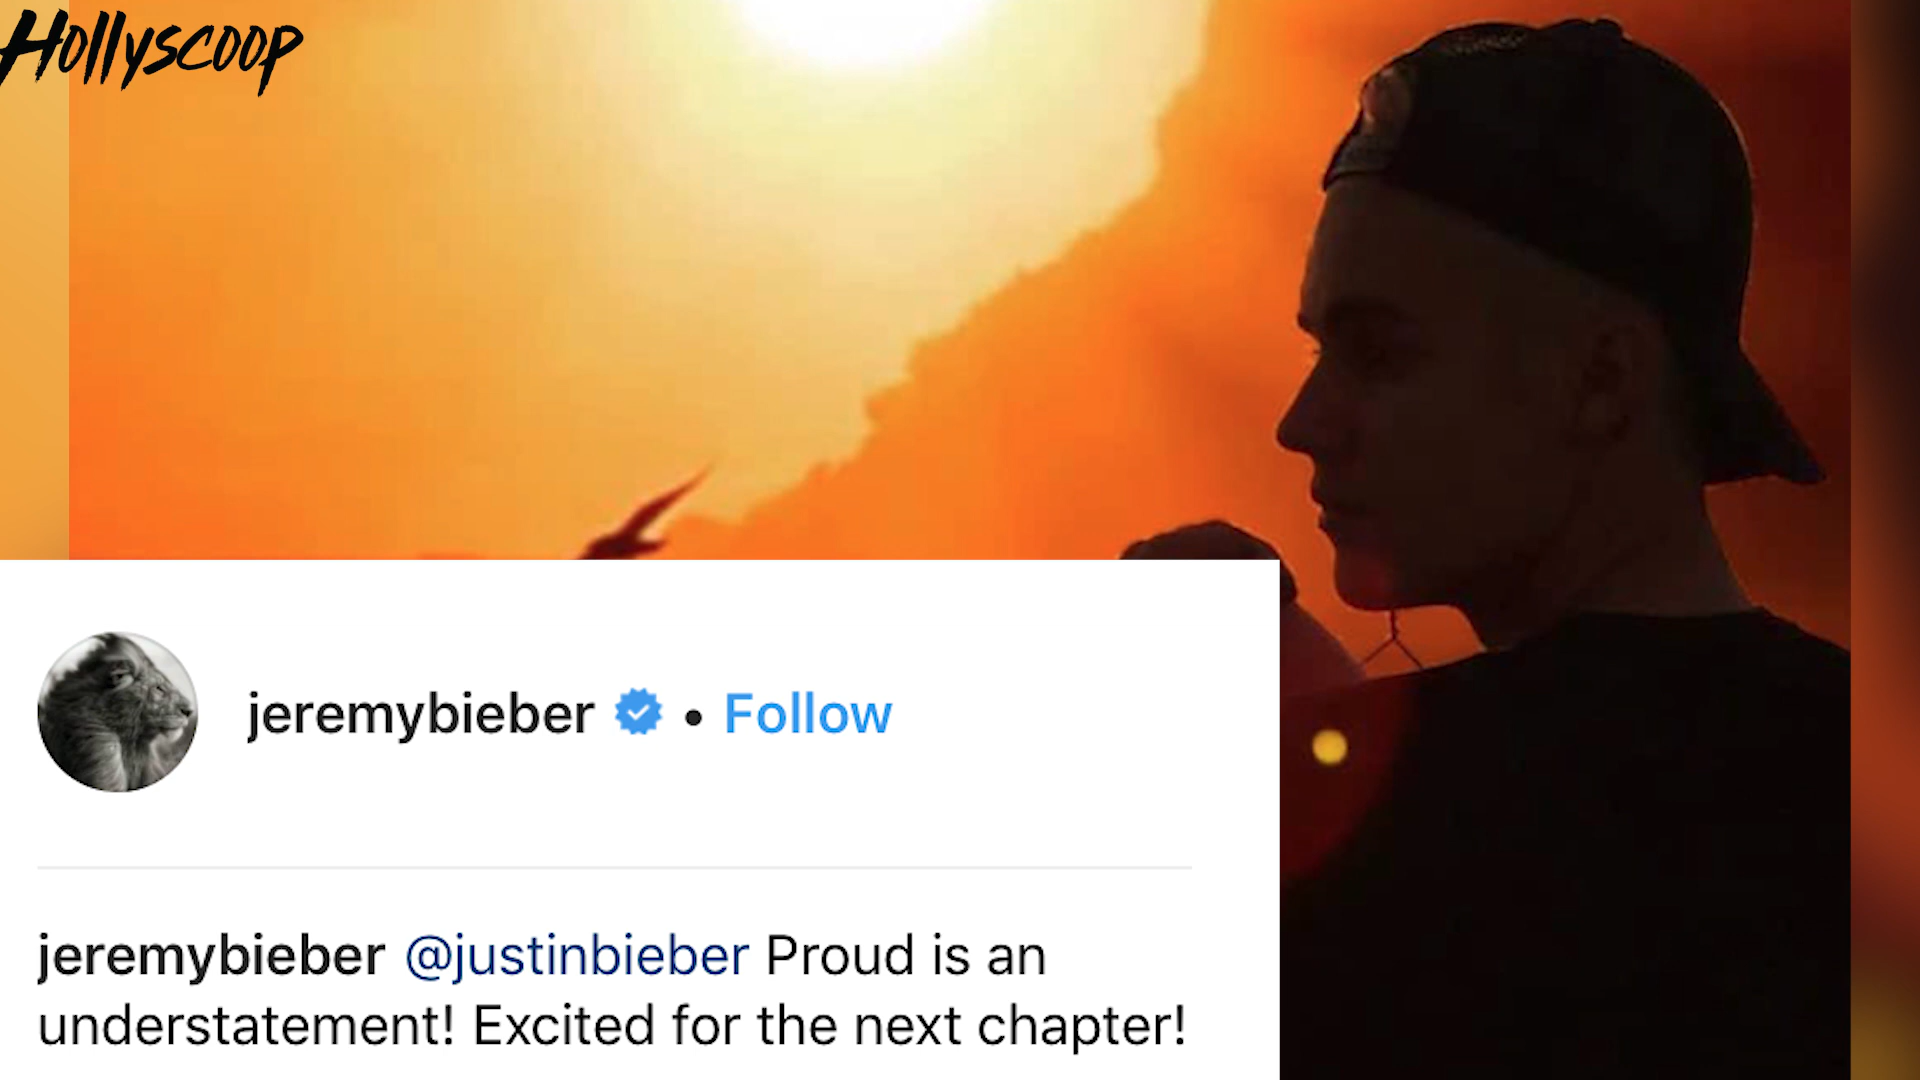 Hollyscoop
jeremybieber • Follow
jeremybieber @justinbieber Proud is an
understatement! Excited for the next chapter!